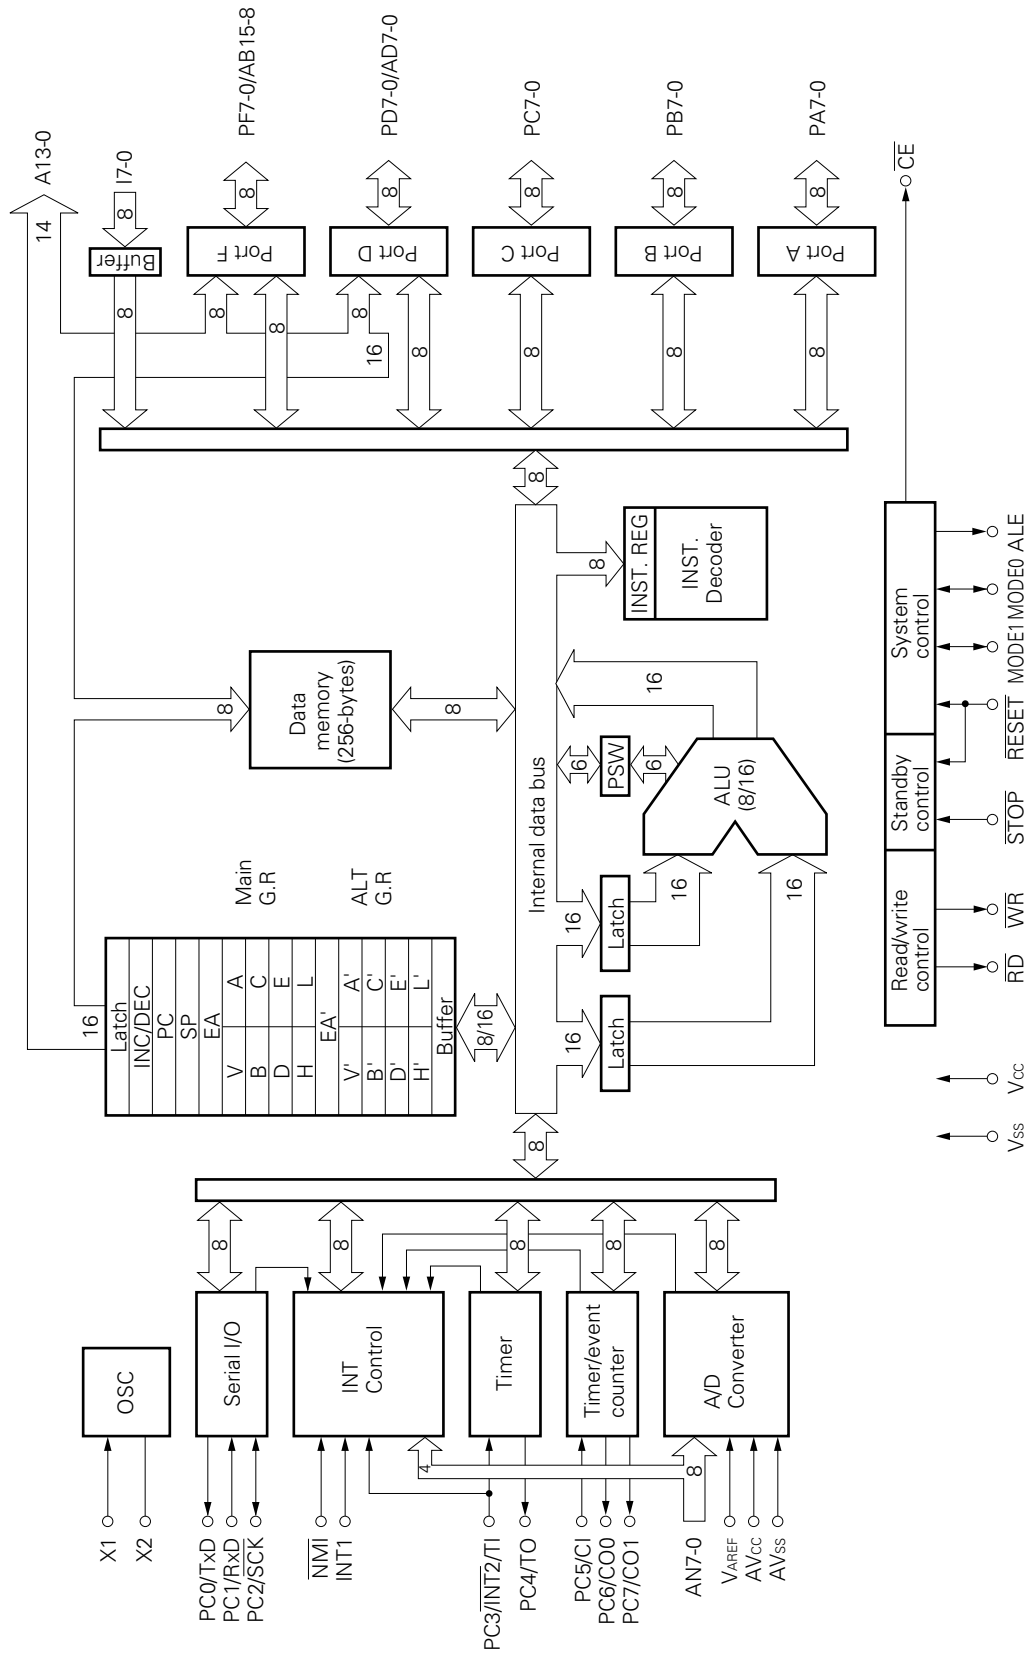 X1
X2
OSC
PC0/TxD
PC1/RxD
PC2/SCK
Serial I/O
8
NMI
INT1
INT
Control
8
PC3/INT2/TI
PC4/TO
Timer
8
4
PC5/CI
PC6/CO0
PC7/CO1
Timer/event
counter
8
AN7-0
8
VAREF
AVCC
AVSS
A/D
Converter
8
8
16
Latch
INC/DEC
PC
SP
EA
V A
B C
D E
H L
EA'
V' A'
B' C'
D' E'
H' L'
Buffer
Main
G.R
ALT
G.R
8/16
8
Data
memory
(256-bytes)
8
Internal data bus
16
Latch
16
Latch
16
16
6
PSW
6
ALU
(8/16)
16
8
INST. REG
INST.
Decoder
8
14
A13-0
I7-0
8
Buffer
8
16
8
8
Port F
8
PF7-0/AB15-8
8
8
Port D
8
PD7-0/AD7-0
8
Port C
8
PC7-0
8
Port B
8
PB7-0
8
Port A
8
PA7-0
CE
Read/write
control
Standby
control
System
control
VSS
VCC
RD
WR
STOP
RESET
MODE1
MODE0
ALE